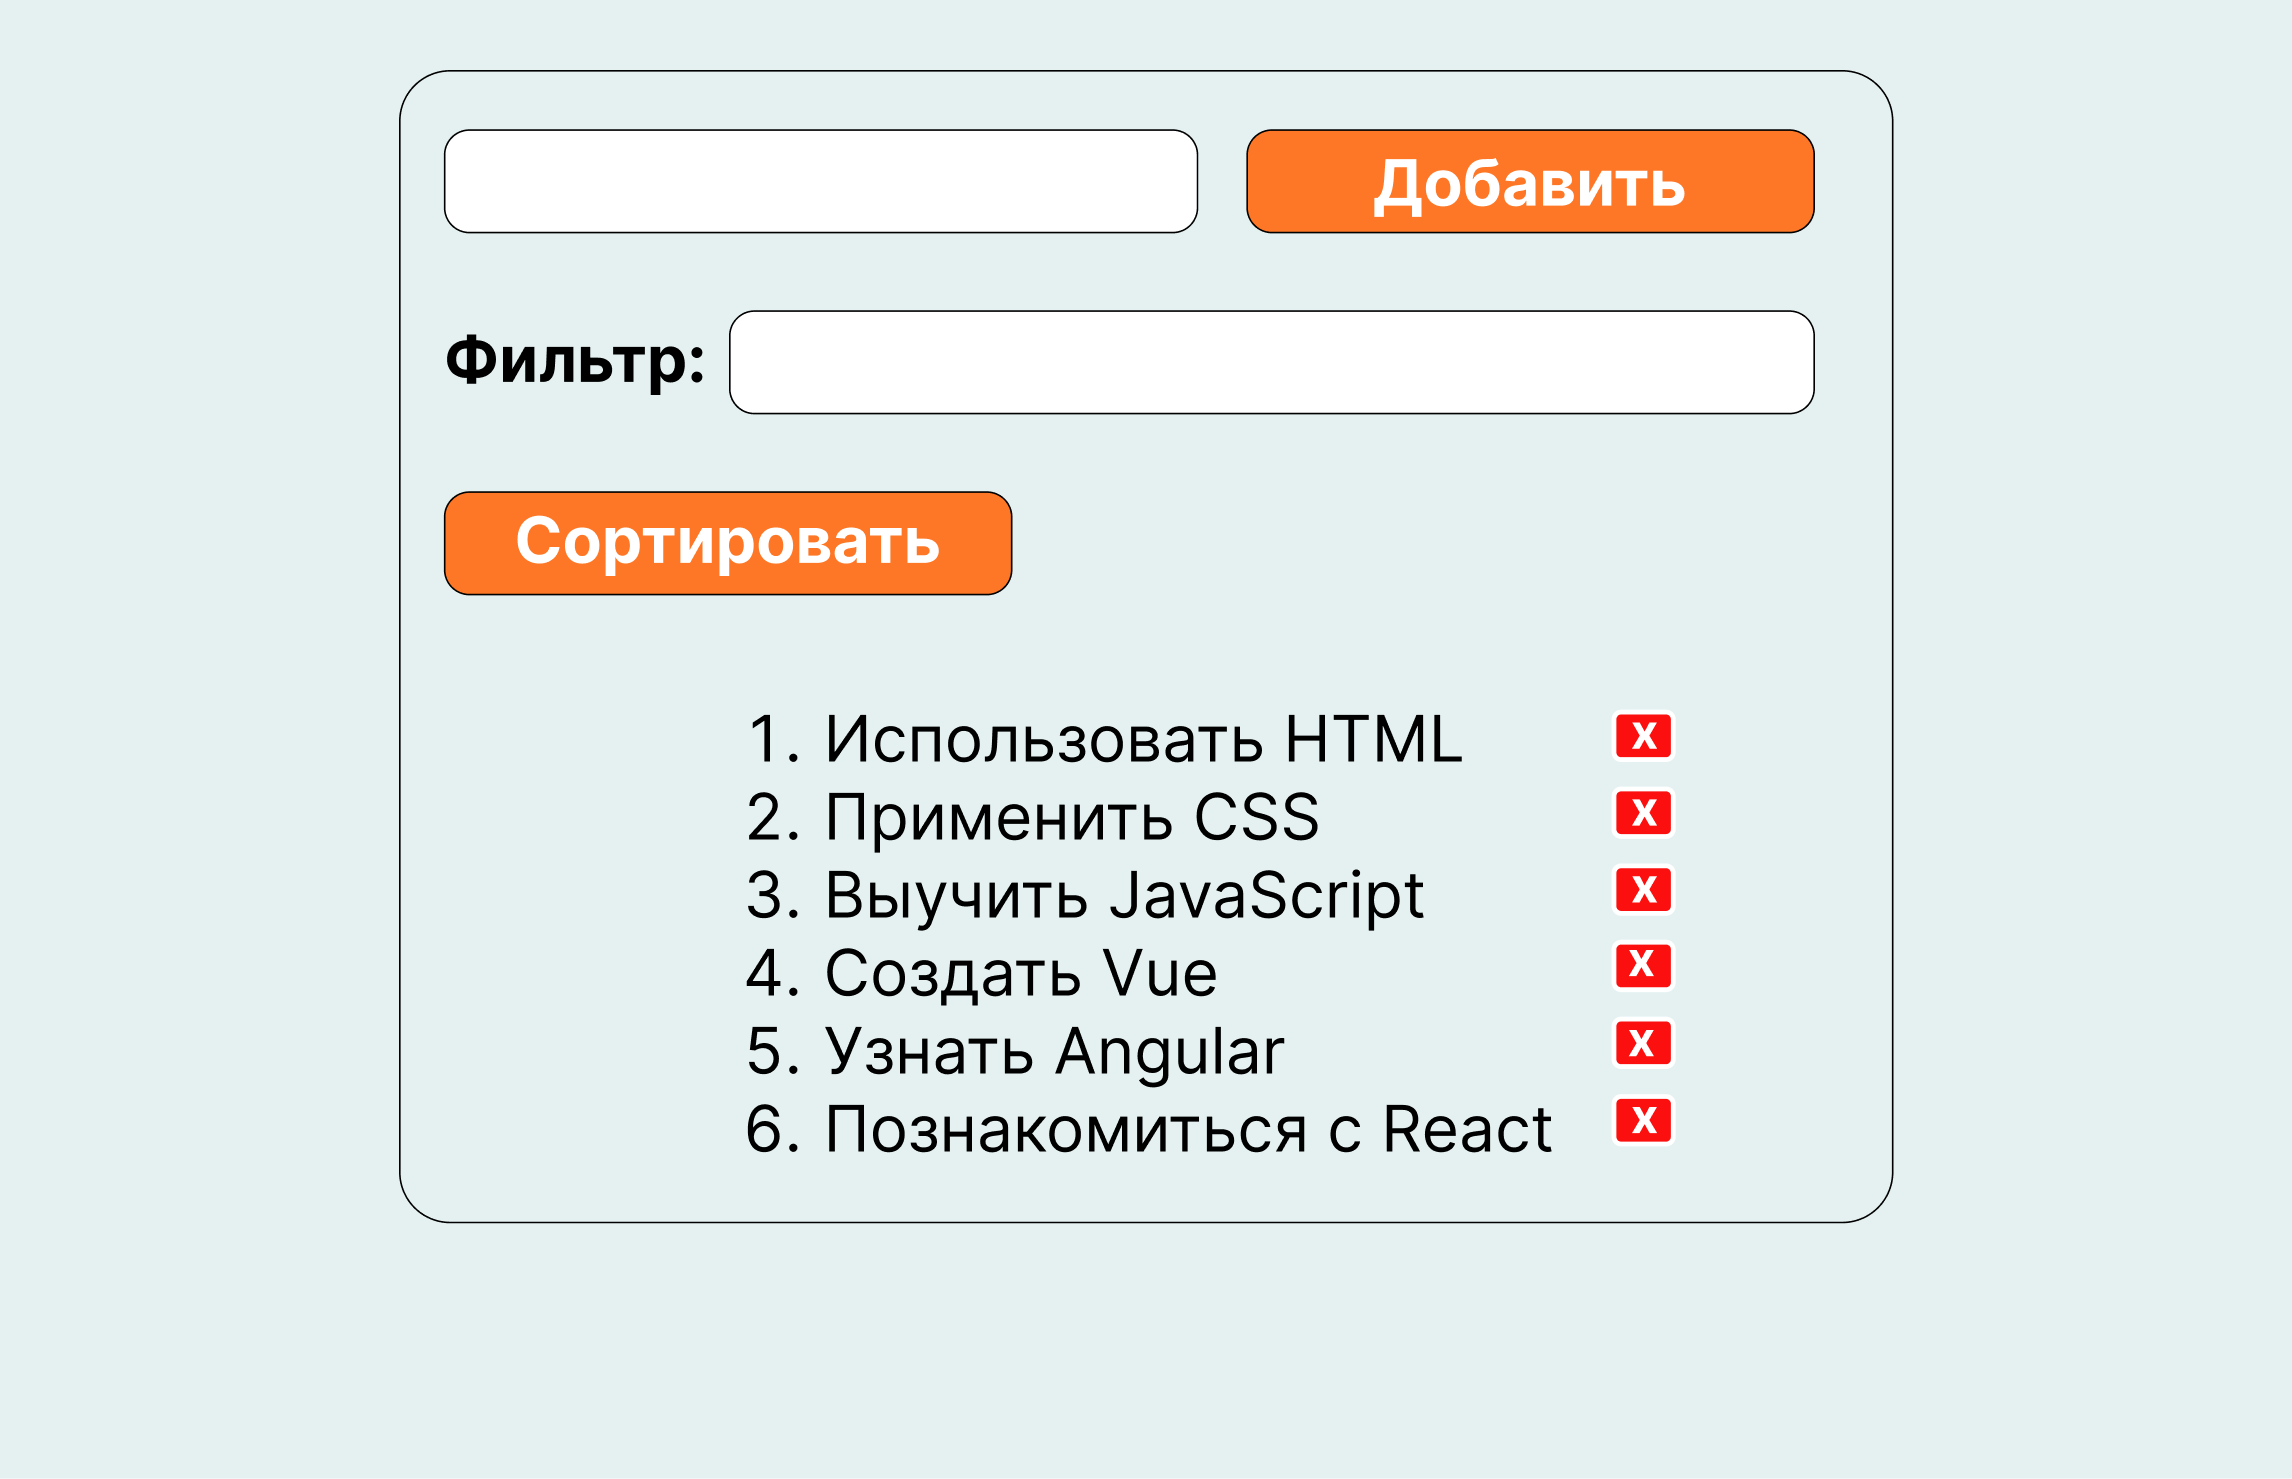 Добавить
Фильтр:
Сортировать
1. Использовать HTML X
2. Применить CSS X
3. Выучить JavaScript X
4. Создать Vue X
5. Узнать Angular X
6. Познакомиться с React X